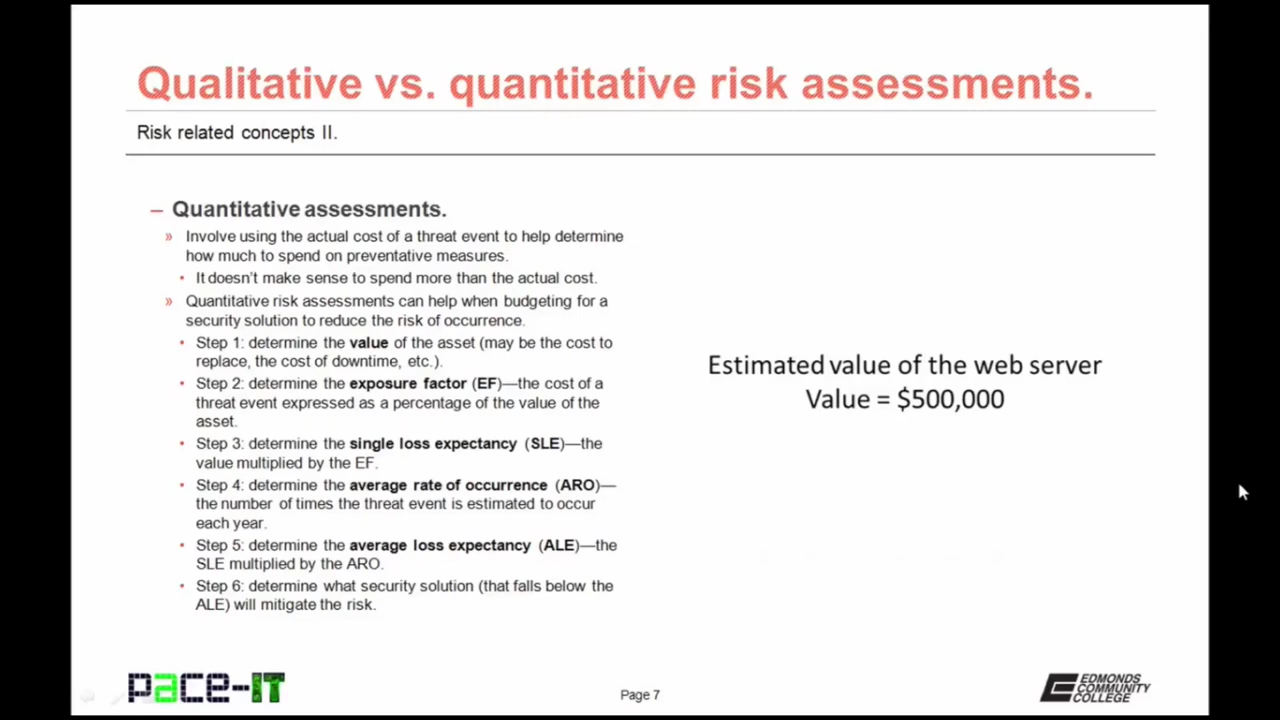 Qualitative vs. quantitative risk assessments.
Risk related concepts II.
– Quantitative assessments.
» Involve using the actual cost of a threat event to help determine
how much to spend on preventative measures.
• It doesn't make sense to spend more than the actual cost.
» Quantitative risk assessments can help when budgeting for a
security solution to reduce the risk of occurrence.
• Step 1: determine the value of the asset (may be the cost to
replace, the cost of downtime, etc.).
• Step 2: determine the exposure factor (EF)—the cost of a
threat event expressed as a percentage of the value of the
asset.
• Step 3: determine the single loss expectancy (SLE)—the
value multiplied by the EF.
• Step 4: determine the average rate of occurrence (ARO)—
the number of times the threat event is estimated to occur
each year.
• Step 5: determine the average loss expectancy (ALE)—the
SLE multiplied by the ARO.
• Step 6: determine what security solution (that falls below the
ALE) will mitigate the risk.
Estimated value of the web server
Value = $500,000
pace-IT
Page 7
EDMONDS
COMMUNITY
COLLEGE